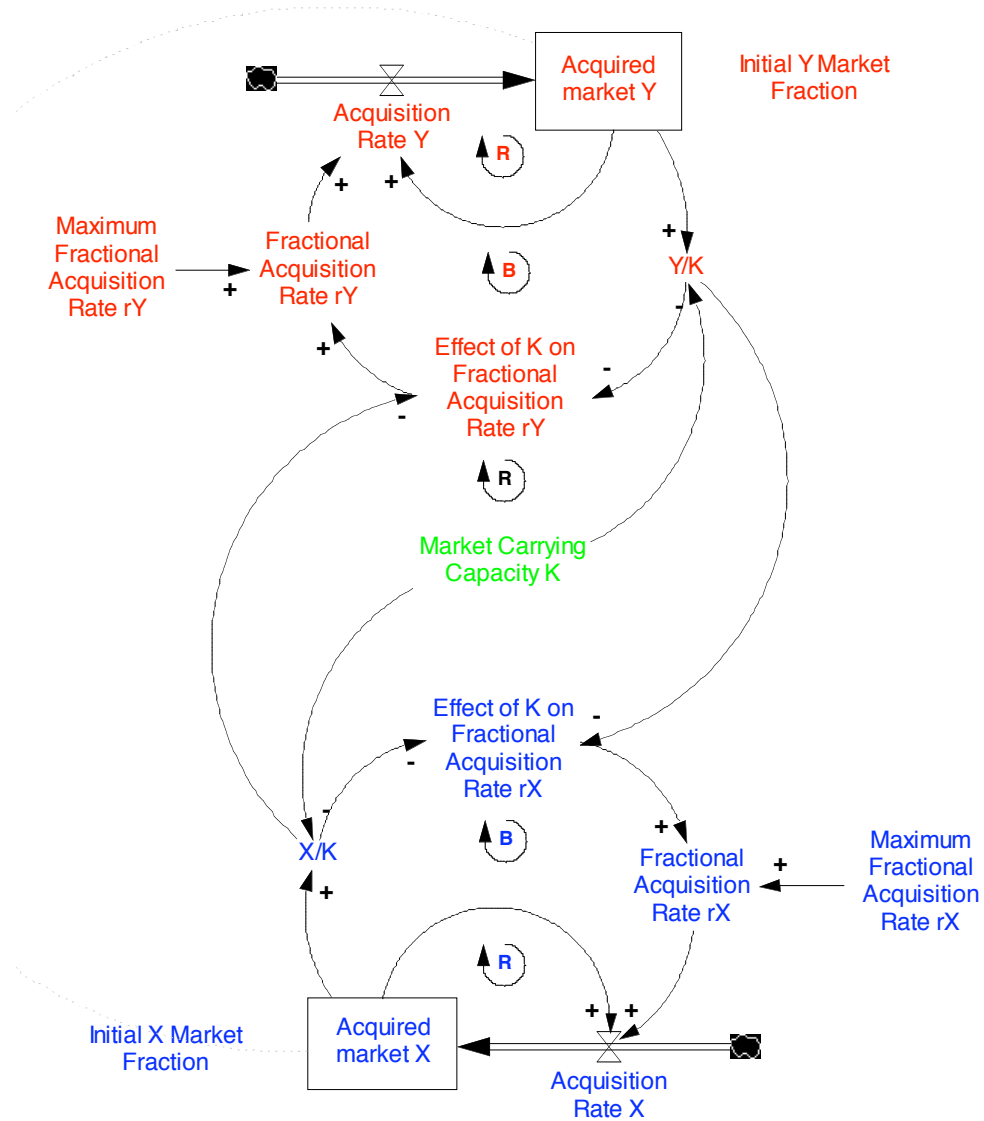 Acquired
market Y
Initial Y Market
Fraction
Acquisition
Rate Y
R
+
+
Maximum
Fractional
Acquisition
Rate rY
+
Fractional
Acquisition
Rate rY
B
+
Y/K
-
+
Effect of K on
Fractional
Acquisition
Rate rY
-
-
R
Market Carrying
Capacity K
Effect of K on
Fractional
Acquisition
Rate rX
-
-
-
X/K
+
B
+
Fractional
Acquisition
Rate rX
+
Maximum
Fractional
Acquisition
Rate rX
R
+
+
Initial X Market
Fraction
Acquired
market X
Acquisition
Rate X